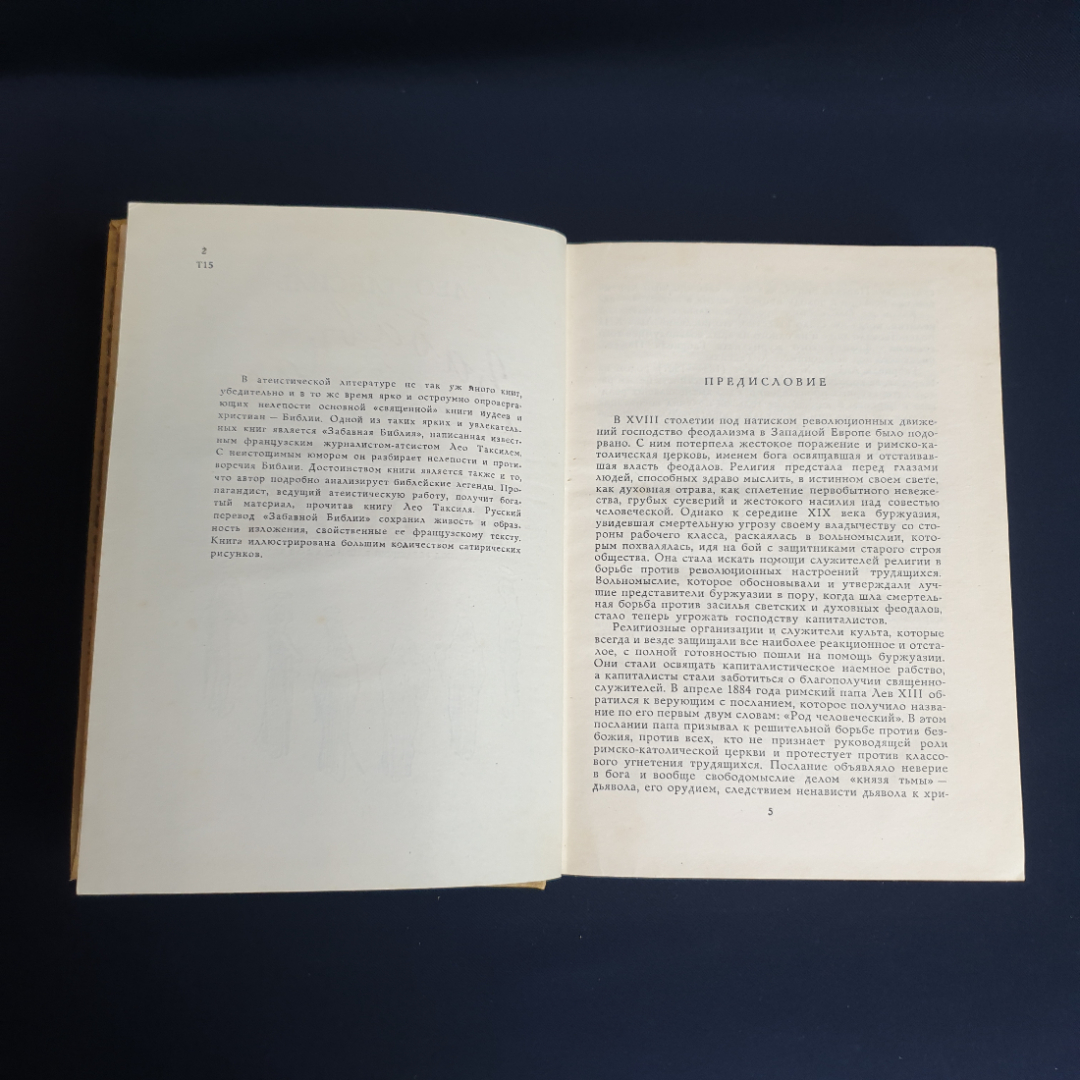 2
Т15
В атеистической литературе не так уж много книг,
убедительно и в то же время ярко и остроумно опроверга-
ющих нелепости основной «священной» книги иудеев и
христиан — Библии. Одной из таких ярких и увлекатель-
ных книг является «Забавная Библия», написанная извест-
ным французским журналистом-атеистом Лео Таксилем.
С неистощимым юмором он разбирает нелепости и проти-
воречия Библии. Достоинством книги является также и то,
что автор подробно анализирует библейские легенды. Про-
пагандист, ведущий атеистическую работу, получит бога-
тый материал, прочитав книгу Лео Таксиля. Русский
перевод «Забавной Библии» сохранил живость и образ-
ность изложения, свойственные ее французскому тексту.
Книга иллюстрирована большим количеством сатирических
рисунков.
ПРЕДИСЛОВИЕ
В XVIII столетии под натиском революционных движе-
ний господство феодализма в Западной Европе было подо-
рвано. С ним потерпела жестокое поражение и римско-ка-
толическая церковь, именем бога освящавшая и отстаивав-
шая власть феодалов. Религия предстала перед глазами
людей, способных здраво мыслить, в истинном своем свете,
как духовная отрава, как сплетение первобытного невеже-
ства, грубых суеверий и жестокого насилия над совестью
человеческой. Однако к середине XIX века буржуазия,
увидевшая смертельную угрозу своему владычеству со сто-
роны рабочего класса, раскаялась в вольномыслии, кото-
рым похвалялась, идя на бой с защитниками старого строя
общества. Она стала искать помощи служителей религии в
борьбе против революционных настроений трудящихся.
Вольномыслие, которое обосновывали и утверждали луч-
шие представители буржуазии в пору, когда шла смертель-
ная борьба против засилья светских и духовных феодалов,
стало теперь угрожать господству капиталистов.
Религиозные организации и служители культа, которые
всегда и везде защищали все наиболее реакционное и отста-
лое, с полной готовностью пошли на помощь буржуазии.
Они стали освящать капиталистическое наемное рабство,
а капиталисты стали заботиться о благополучии священно-
служителей. В апреле 1884 года римский папа Лев XIII об-
ратился к верующим с посланием, которое получило назва-
ние по его первым двум словам: «Род человеческий». В этом
послании папа призывал к решительной борьбе против без-
божия, против всех, кто не признает руководящей роли
римско-католической церкви и протестует против классо-
вого угнетения трудящихся. Послание объявляло неверие
в бога и вообще свободомыслие делом «князя тьмы» —
дьявола, его орудием, следствием ненависти дьявола к хри-
5